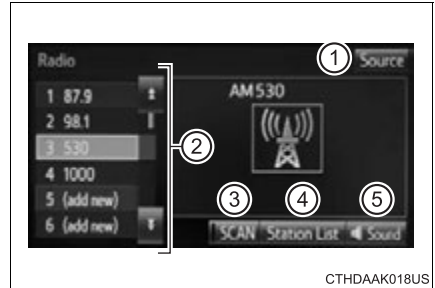 Radio
1
Source
1 87.9
2 98.1
3 530
4 1000
5 (add new)
6 (add new)
2
AM530
3
4
5
SCAN
Station List
Sound
CTHDAAK018US